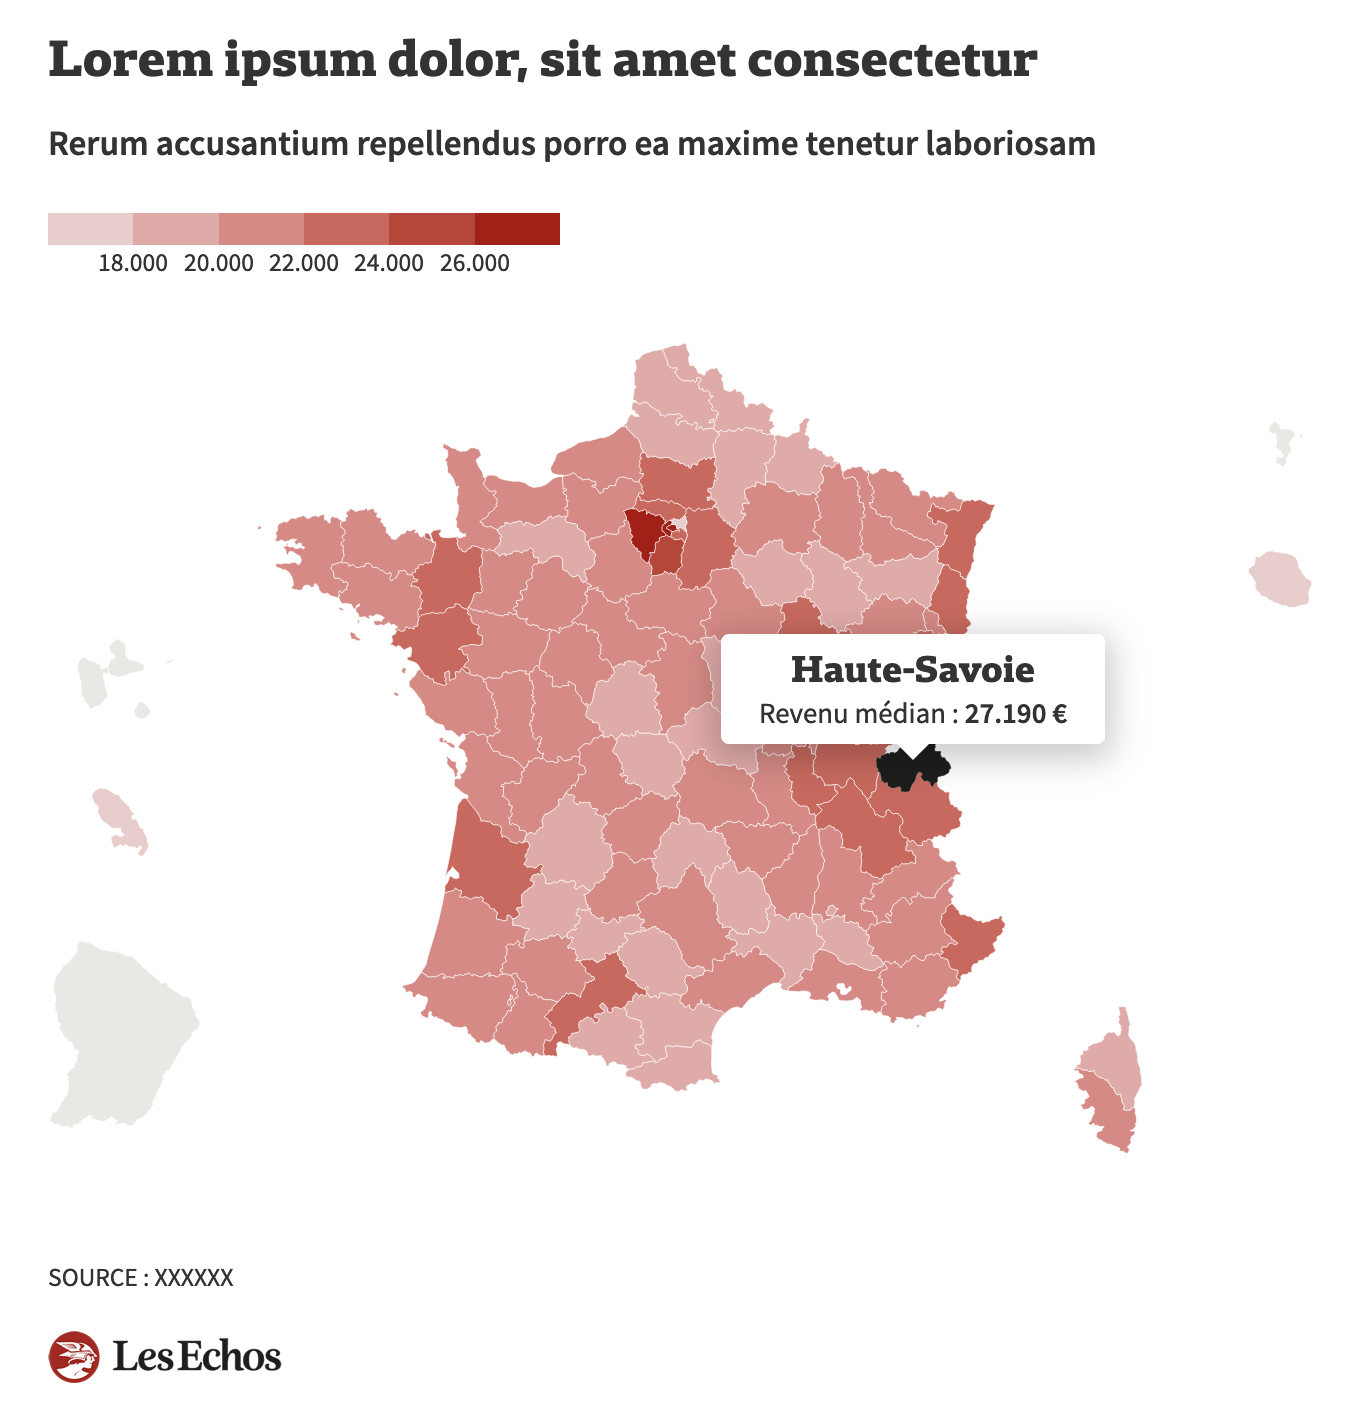 Lorem ipsum dolor, sit amet consectetur
Rerum accusantium repellendus porro ea maxime tenetur laboriosam
18.000 20.000 22.000 24.000 26.000
Haute-Savoie
Revenu médian : 27.190 €
SOURCE : XXXXXX
Les Echos